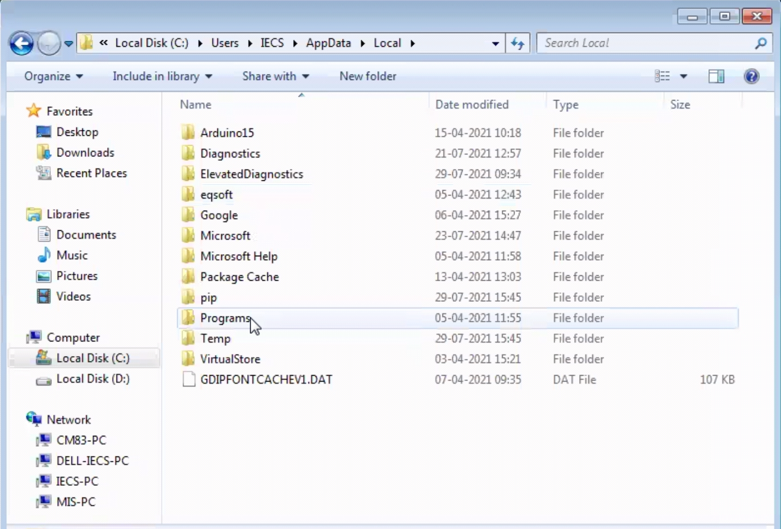 « Local Disk (C:) Users IECS AppData Local
Search Local
Organize Include in library Share with New folder
Name Date modified Type Size
Favorites
Desktop
Downloads
Recent Places
Libraries
Documents
Music
Pictures
Videos
Computer
Local Disk (C:)
Local Disk (D:)
Network
CM83-PC
DELL-IECS-PC
IECS-PC
MIS-PC
Arduino15 15-04-2021 10:18 File folder
Diagnostics 21-07-2021 12:57 File folder
ElevatedDiagnostics 29-07-2021 09:34 File folder
eqsoft 05-04-2021 12:43 File folder
Google 06-04-2021 15:27 File folder
Microsoft 23-07-2021 14:47 File folder
Microsoft Help 05-04-2021 11:58 File folder
Package Cache 13-04-2021 13:03 File folder
pip 29-07-2021 15:45 File folder
Programs 05-04-2021 11:55 File folder
Temp 29-07-2021 15:45 File folder
VirtualStore 03-04-2021 15:21 File folder
GDIPFONTCACHEV1.DAT 07-04-2021 09:35 DAT File 107 KB